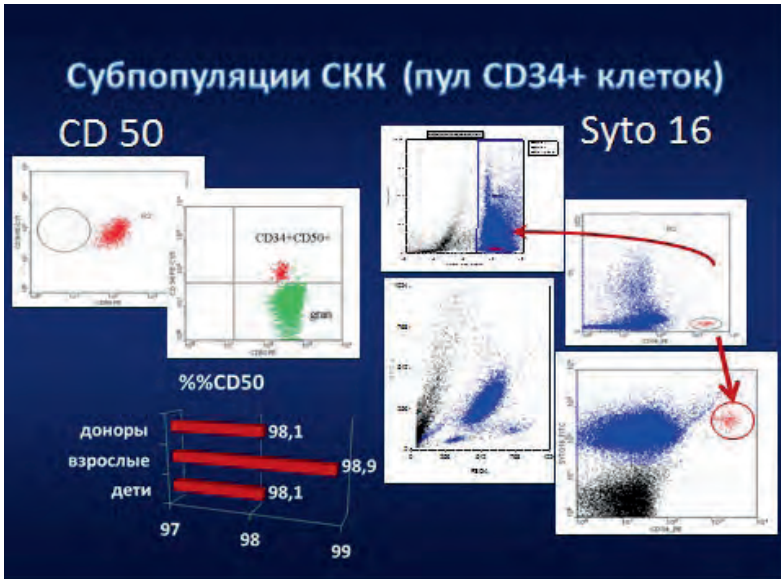 Субпопуляции СКК (пул CD34+ клеток)
CD 50
Syto 16
CD34+CD50+
gran
%%CD50
доноры 98,1
взрослые 98,9
дети 98,1
97 98 99